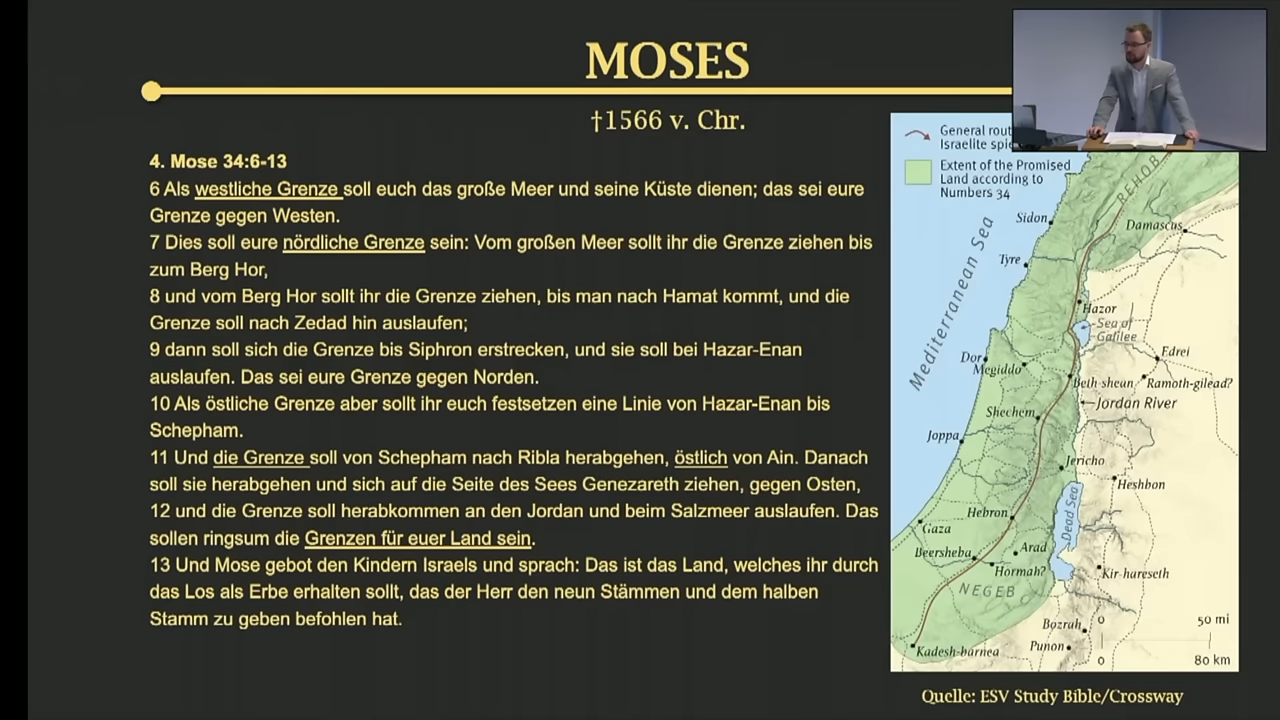 MOSES
†1566 v. Chr.
4. Mose 34:6-13
6 Als westliche Grenze soll euch das große Meer und seine Küste dienen; das sei eure
Grenze gegen Westen.
7 Dies soll eure nördliche Grenze sein: Vom großen Meer sollt ihr die Grenze ziehen bis
zum Berg Hor,
8 und vom Berg Hor sollt ihr die Grenze ziehen, bis man nach Hamat kommt, und die
Grenze soll nach Zedad hin auslaufen;
9 dann soll sich die Grenze bis Siphron erstrecken, und sie soll bei Hazar-Enan
auslaufen. Das sei eure Grenze gegen Norden.
10 Als östliche Grenze aber sollt ihr euch festsetzen eine Linie von Hazar-Enan bis
Schepham.
11 Und die Grenze soll von Schepham nach Ribla herabgehen, östlich von Ain. Danach
soll sie herabgehen und sich auf die Seite des Sees Genezareth ziehen, gegen Osten,
12 und die Grenze soll herabkommen an den Jordan und beim Salzmeer auslaufen. Das
sollen ringsum die Grenzen für euer Land sein.
13 Und Mose gebot den Kindern Israels und sprach: Das ist das Land, welches ihr durch
das Los als Erbe erhalten sollt, das der Herr den neun Stämmen und dem halben
Stamm zu geben befohlen hat.
General rout
Israelite spie
Extent of the Promised
Land according to
Numbers 34
REHOB
Sidon
Damascus
Mediterranean Sea
Tyre
Hazor
Sea of
Galilee
Dor
Megiddo
Edrei
Beth-shean
Ramoth-gilead?
Jordan River
Shechem
Joppa
Jericho
Heshbon
Dead Sea
Hebron
Gaza
Beersheba
Arad
Hormah?
Kir-hareseth
NEGEB
Bozrah
0
50 mi
Punon
0
80 km
Kadesh-barnea
Quelle: ESV Study Bible/Crossway